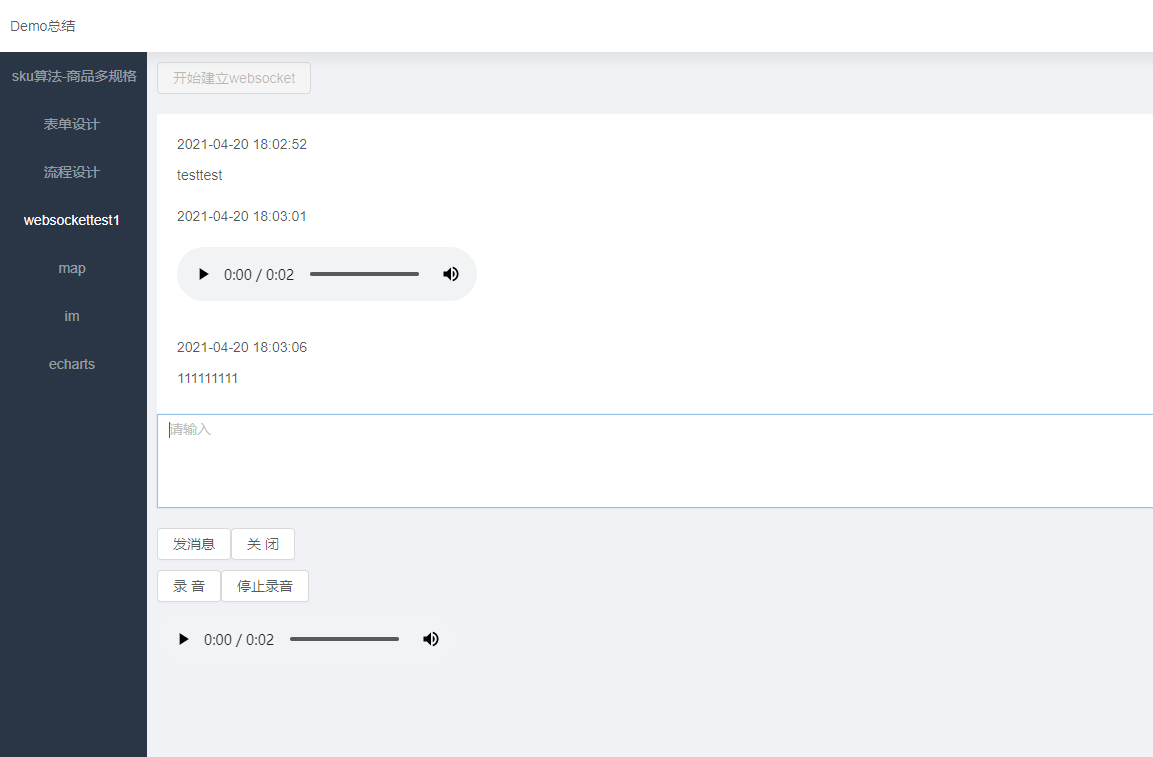 Demo总结
sku算法-商品多规格
表单设计
流程设计
websockettest1
map
im
echarts
开始建立websocket
2021-04-20 18:02:52
testtest
2021-04-20 18:03:01
0:00 / 0:02
2021-04-20 18:03:06
111111111
请输入
发消息 关 闭
录 音 停止录音
0:00 / 0:02